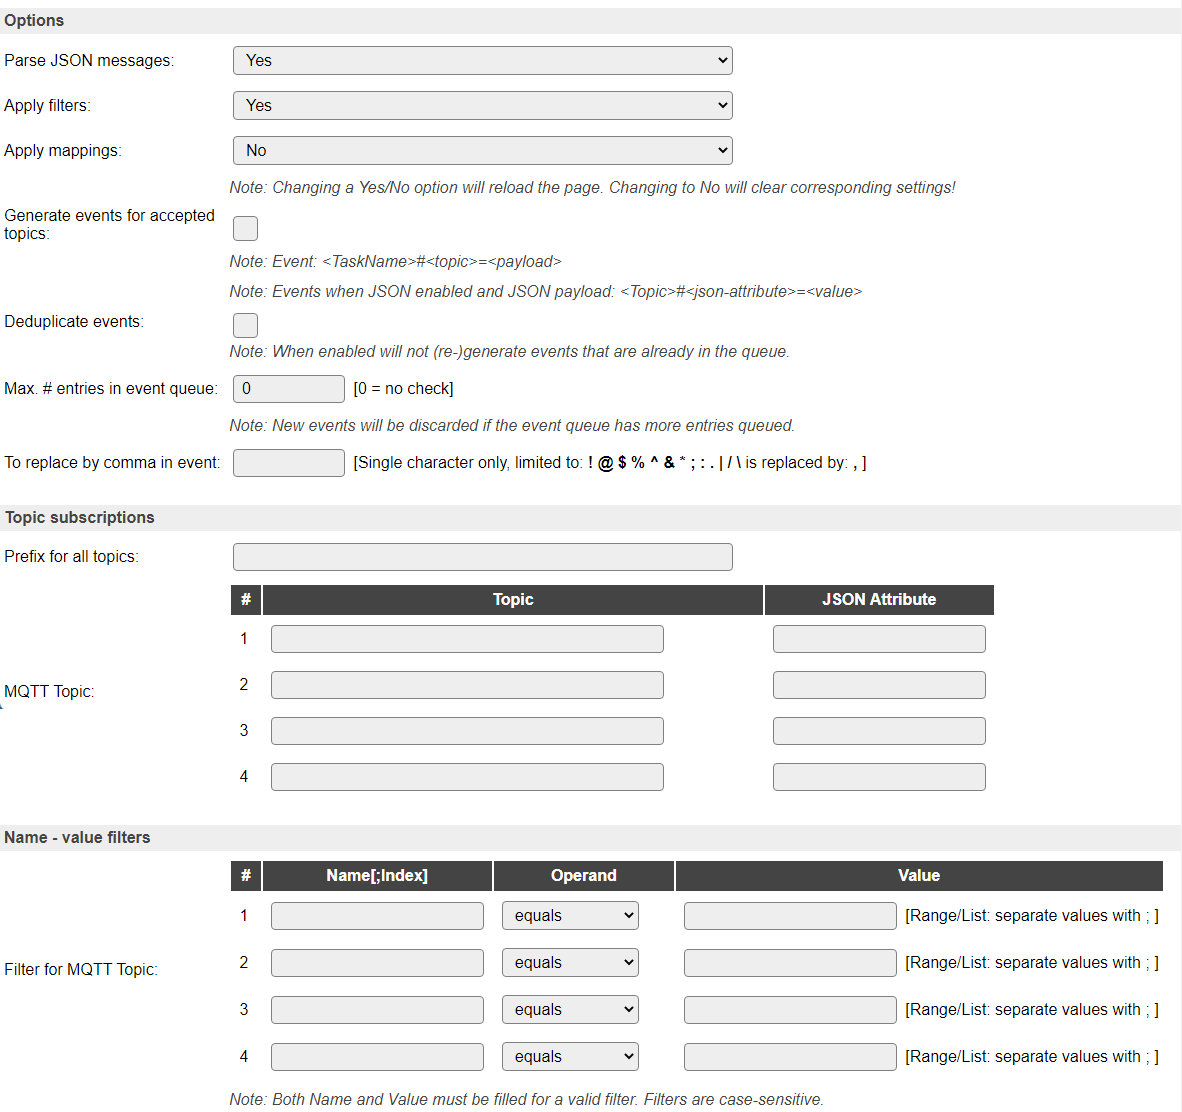 Options
Parse JSON messages: Yes
Apply filters: Yes
Apply mappings: No
Note: Changing a Yes/No option will reload the page. Changing to No will clear corresponding settings!
Generate events for accepted
topics:
Note: Event: <TaskName>#<topic>=<payload>
Note: Events when JSON enabled and JSON payload: <Topic>#<json-attribute>=<value>
Deduplicate events:
Note: When enabled will not (re-)generate events that are already in the queue.
Max. # entries in event queue: 0 [0 = no check]
Note: New events will be discarded if the event queue has more entries queued.
To replace by comma in event: [Single character only, limited to: ! @ $ % ^ & * ; : . | / \ is replaced by: , ]
Topic subscriptions
Prefix for all topics:
# Topic JSON Attribute
1
2
MQTT Topic:
3
4
Name - value filters
# Name[;Index] Operand Value
1 equals [Range/List: separate values with ; ]
2 equals [Range/List: separate values with ; ]
Filter for MQTT Topic:
3 equals [Range/List: separate values with ; ]
4 equals [Range/List: separate values with ; ]
Note: Both Name and Value must be filled for a valid filter. Filters are case-sensitive.